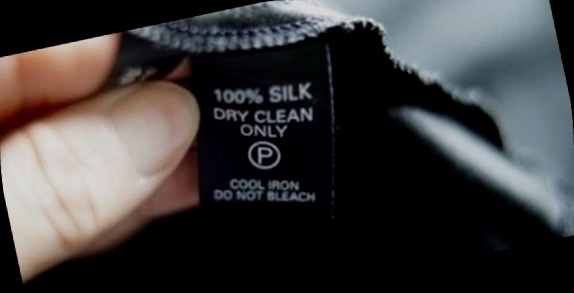 100% SILK
DRY CLEAN
ONLY
P
COOL IRON
DO NOT BLEACH